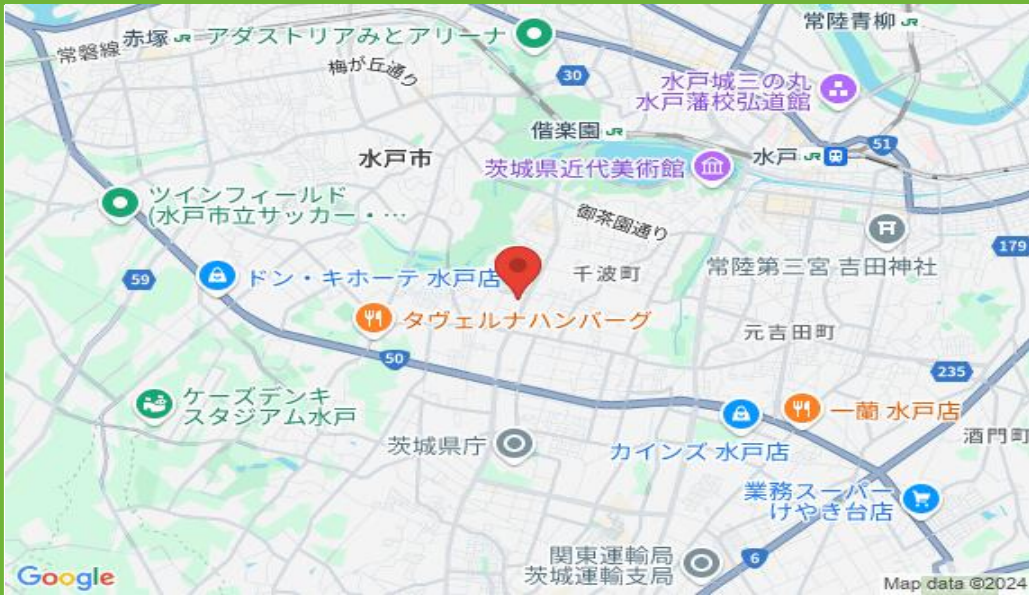 常陸青柳 JR
常磐線
赤塚 JR
アダストリアみとアリーナ
梅が丘通り
30
水戸城三の丸
水戸藩校弘道館
偕楽園 JR
水戸市
茨城県近代美術館
水戸 JR
51
ツインフィールド
(水戸市立サッカー・…
御茶園通り
179
59
ドン・キホーテ 水戸店
千波町
常陸第三宮 吉田神社
タヴェルナハンバーグ
元吉田町
50
235
ケーズデンキ
スタジアム水戸
一蘭 水戸店
茨城県庁
カインズ 水戸店
酒門町
業務スーパー
けやき台店
関東運輸局
茨城運輸支局
6
Google
Map data ©2024